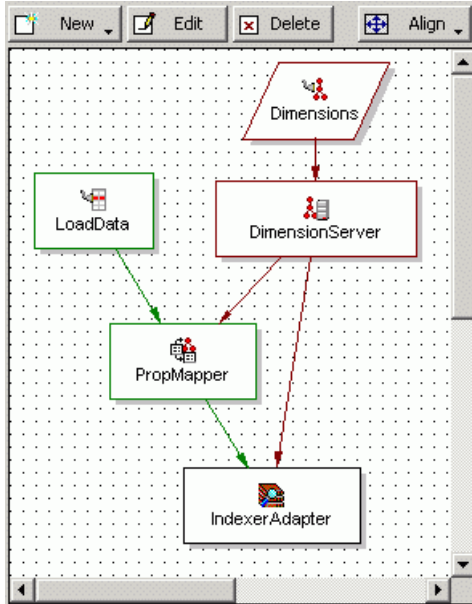 New Edit Delete Align
Dimensions
LoadData
DimensionServer
PropMapper
IndexerAdapter